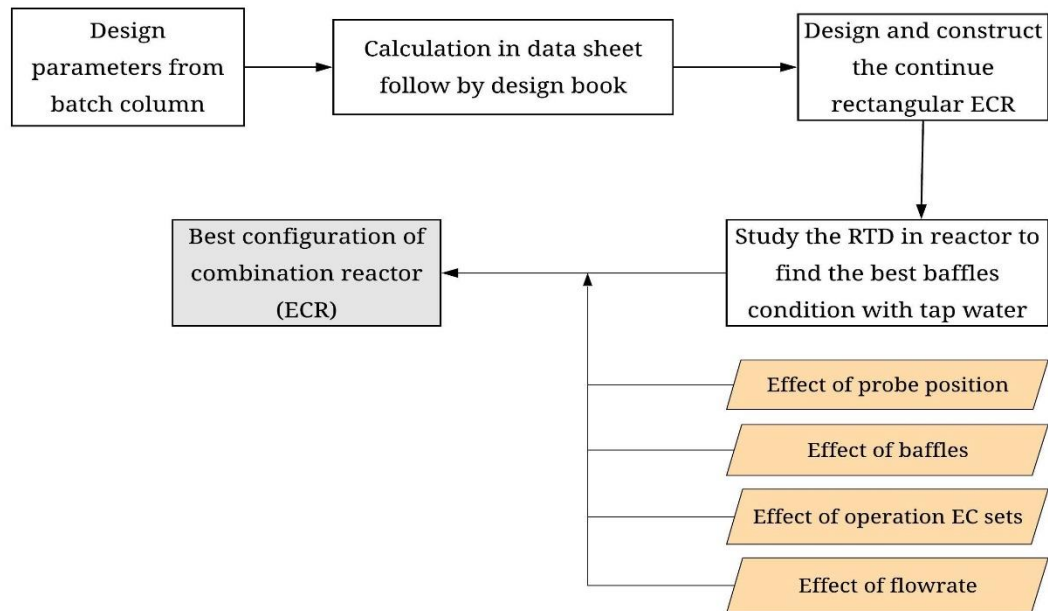 Design
parameters from
batch column
Calculation in data sheet
follow by design book
Design and construct
the continue
rectangular ECR
Best configuration of
combination reactor
(ECR)
Study the RTD in reactor to
find the best baffles
condition with tap water
Effect of probe position
Effect of baffles
Effect of operation EC sets
Effect of flowrate